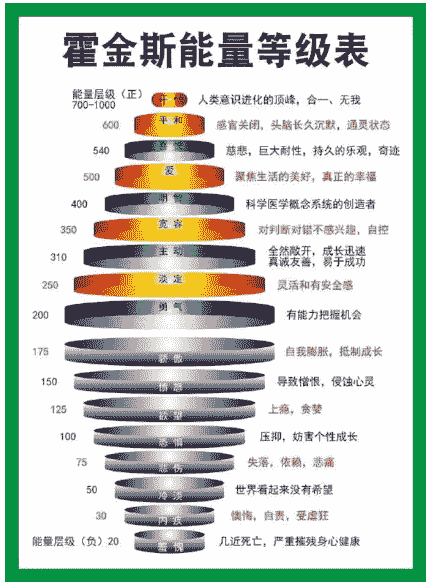 霍金斯能量等级表
能量层级（正）
700-1000 开悟 人类意识进化的顶峰，合一、无我
600 平和 感官关闭，头脑长久沉默，通灵状态
540 慈悲，巨大耐性，持久的乐观，奇迹
500 爱 聚焦生活的美好，真正的幸福
400 明智 科学医学概念系统的创造者
350 宽容 对判断对错不感兴趣，自控
310 主动 全然敞开，成长迅速
真诚友善，易于成功
250 淡定 灵活和有安全感
200 勇气 有能力把握机会
175 骄傲 自我膨胀，抵制成长
150 愤怒 导致憎恨，侵蚀心灵
125 欲望 上瘾，贪婪
100 恐惧 压抑，妨害个性成长
75 悲伤 失落，依赖，悲痛
50 冷淡 世界看起来没有希望
30 内疚 懊悔，自责，受虐狂
能量层级（负）20 羞愧 几近死亡，严重摧残身心健康